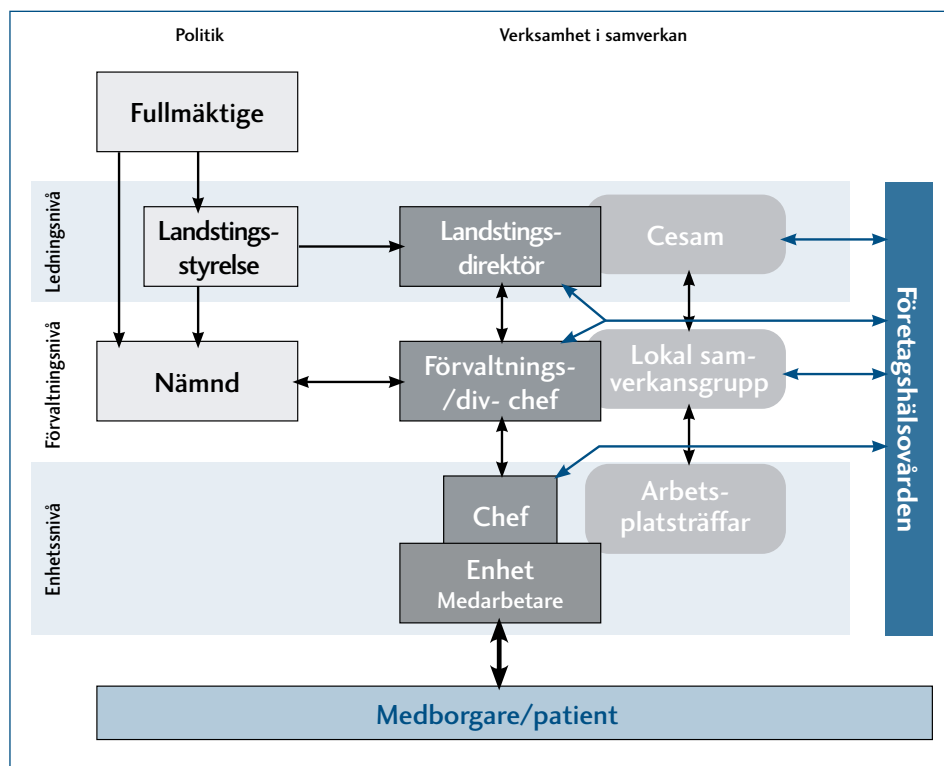 Politik
Verksamhet i samverkan
Fullmäktige
Ledningsnivå
Landstings-
styrelse
Landstings-
direktör
Cesam
Företagshälsovården
Förvaltningsnivå
Nämnd
Förvaltnings-
/div- chef
Lokal sam-
verkansgrupp
Enhetssnivå
Chef
Arbets-
platsträffar
Enhet
Medarbetare
Medborgare/patient